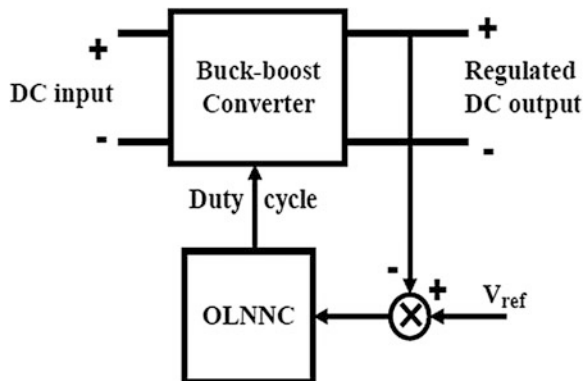 +
+
DC input
-
Buck-boost
Converter
+
Regulated
DC output
-
Duty cycle
OLNNC
-
+
V_ref